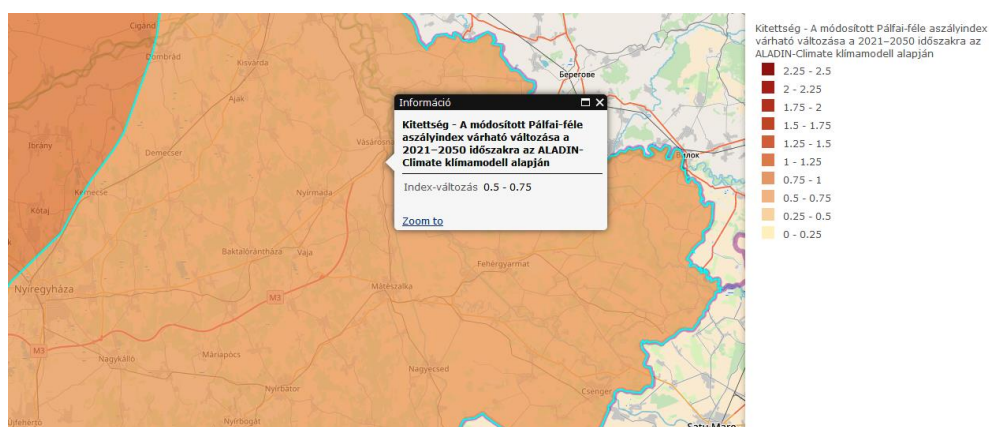 Kitettség - A módosított Pálfai-féle aszályindex
várható változása a 2021–2050 időszakra az
ALADIN-Climate klímamodell alapján
2.25 - 2.5
2 - 2.25
1.75 - 2
1.5 - 1.75
1.25 - 1.5
1 - 1.25
0.75 - 1
0.5 - 0.75
0.25 - 0.5
0 - 0.25
Információ
Kitettség - A módosított Pálfai-féle
aszályindex várható változása a
2021–2050 időszakra az ALADIN-
Climate klímamodell alapján
Index-változás 0.5 - 0.75
Zoom to
Cigánd
Dombrád
Kisvárda
Берегове
Ajak
Ibrány
Demecser
Вилок
Kemecse
Nyírmada
Kótaj
Baktalórántháza
Vaja
Fehérgyarmat
Nyíregyháza
Mátészalka
M3
M3
Nagykálló
Máriapócs
Nagyecsed
Nyírbátor
Csenger
Újfehértó
Nyírbogát
Satu Mare